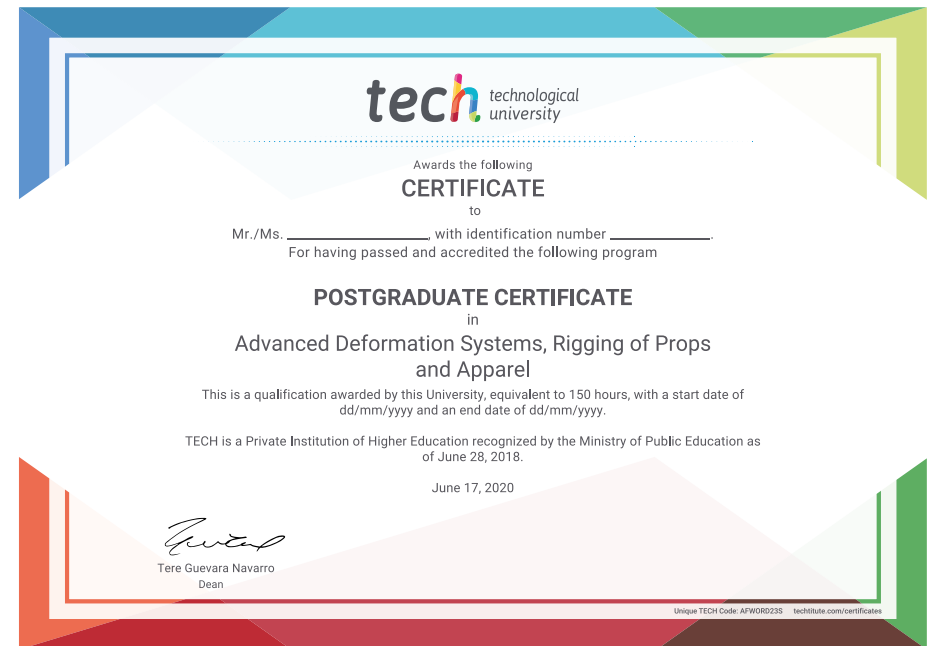 tech technological
university
Awards the following
CERTIFICATE
to
Mr./Ms. ____________________, with identification number ______________.
For having passed and accredited the following program
POSTGRADUATE CERTIFICATE
in
Advanced Deformation Systems, Rigging of Props
and Apparel
This is a qualification awarded by this University, equivalent to 150 hours, with a start date of
dd/mm/yyyy and an end date of dd/mm/yyyy.
TECH is a Private Institution of Higher Education recognized by the Ministry of Public Education as
of June 28, 2018.
June 17, 2020
Tere Guevara Navarro
Dean
Unique TECH Code: AFWORD23S techtitute.com/certificates